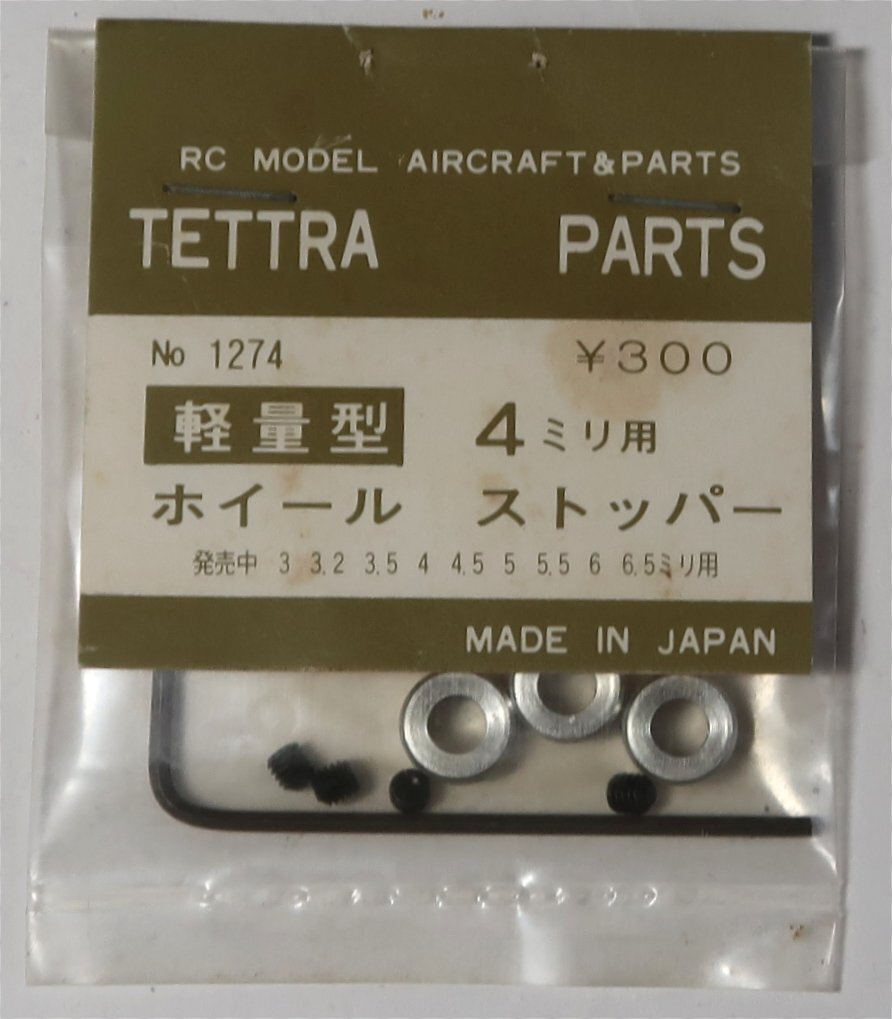 RC MODEL AIRCRAFT&PARTS
TETTRA PARTS
No 1274 ¥300
軽量型 4ミリ用
ホイール ストッパー
発売中 3 3.2 3.5 4 4.5 5 5.5 6 6.5ミリ用
MADE IN JAPAN